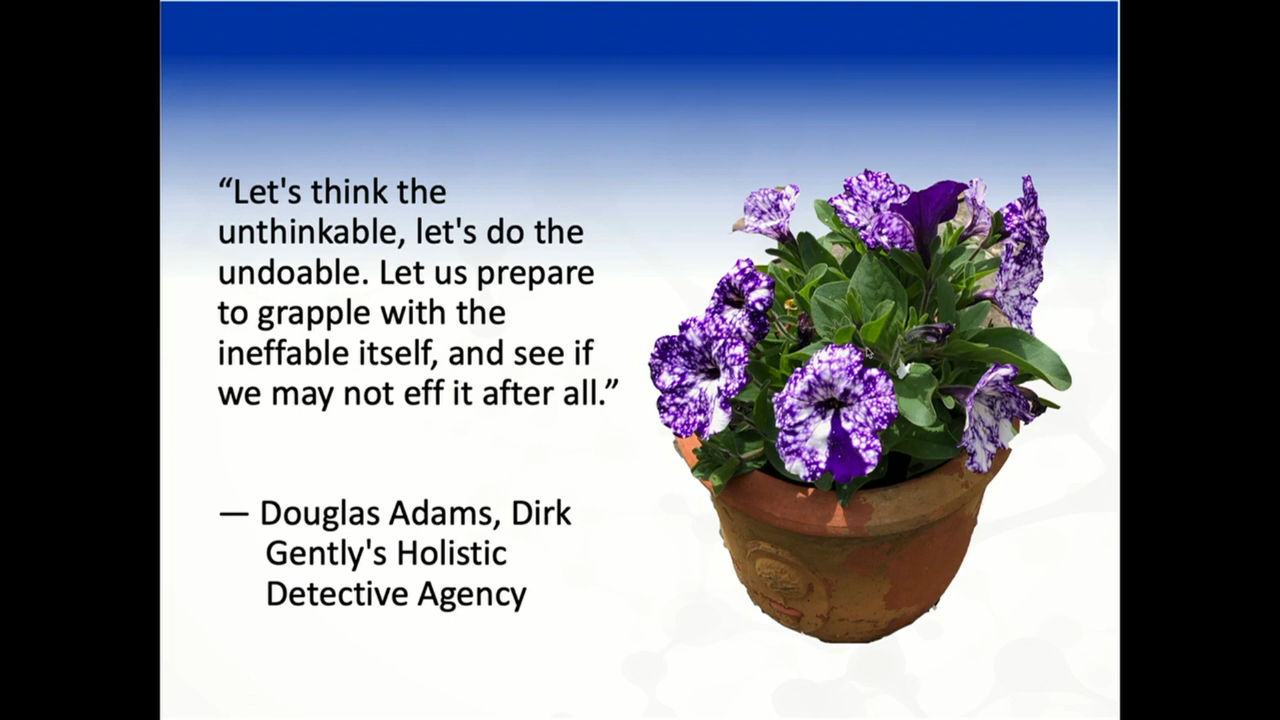 “Let's think the
unthinkable, let's do the
undoable. Let us prepare
to grapple with the
ineffable itself, and see if
we may not eff it after all.”
— Douglas Adams, Dirk
Gently's Holistic
Detective Agency